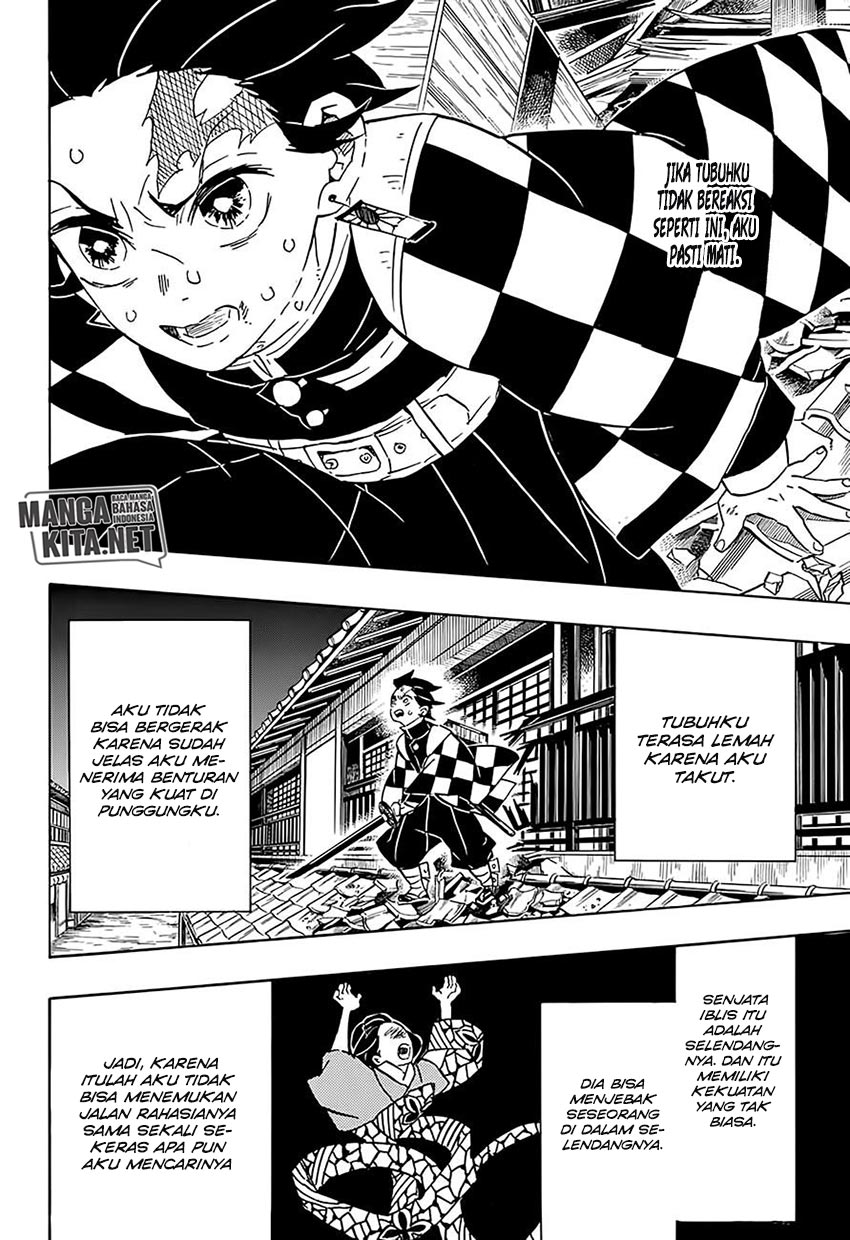 JIKA TUBUHKU
TIDAK BEREAKSI
SEPERTI INI, AKU
PASTI MATI.
MANGA
KITA.NET
BACA MANGA
BAHASA
INDONESIA
TUBUHKU
TERASA LEMAH
KARENA AKU
TAKUT.
AKU TIDAK
BISA BERGERAK
KARENA SUDAH
JELAS AKU ME-
NERIMA BENTURAN
YANG KUAT DI
PUNGGUNGKU.
SENJATA
IBLIS ITU
ADALAH
SELENDANG-
NYA. DAN ITU
MEMILIKI
KEKUATAN
YANG TAK
BIASA.
DIA BISA
MENJEBAK
SESEORANG
DI DALAM SE-
LENDANGNYA.
JADI, KARENA
ITULAH AKU TIDAK
BISA MENEMUKAN
JALAN RAHASIANYA
SAMA SEKALI SE-
KERAS APA PUN
AKU MENCARINYA